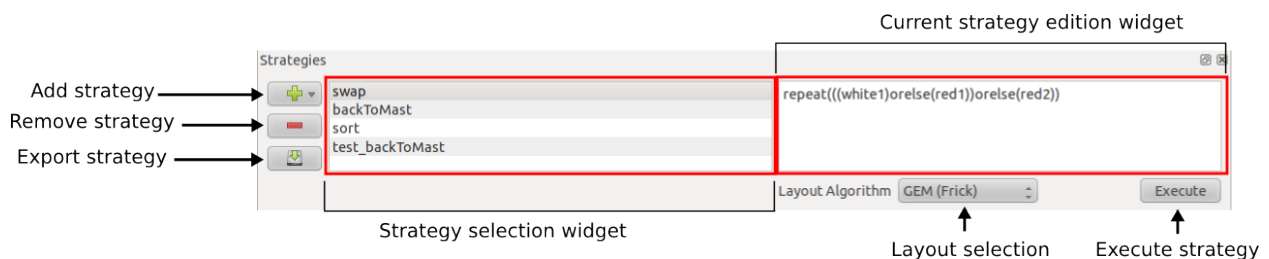 Current strategy edition widget
Strategies
Add strategy
swap
repeat(((white1)orelse(red1))orelse(red2))
backToMast
Remove strategy
sort
Export strategy
test_backToMast
Layout Algorithm GEM (Frick) Execute
Strategy selection widget
Layout selection Execute strategy